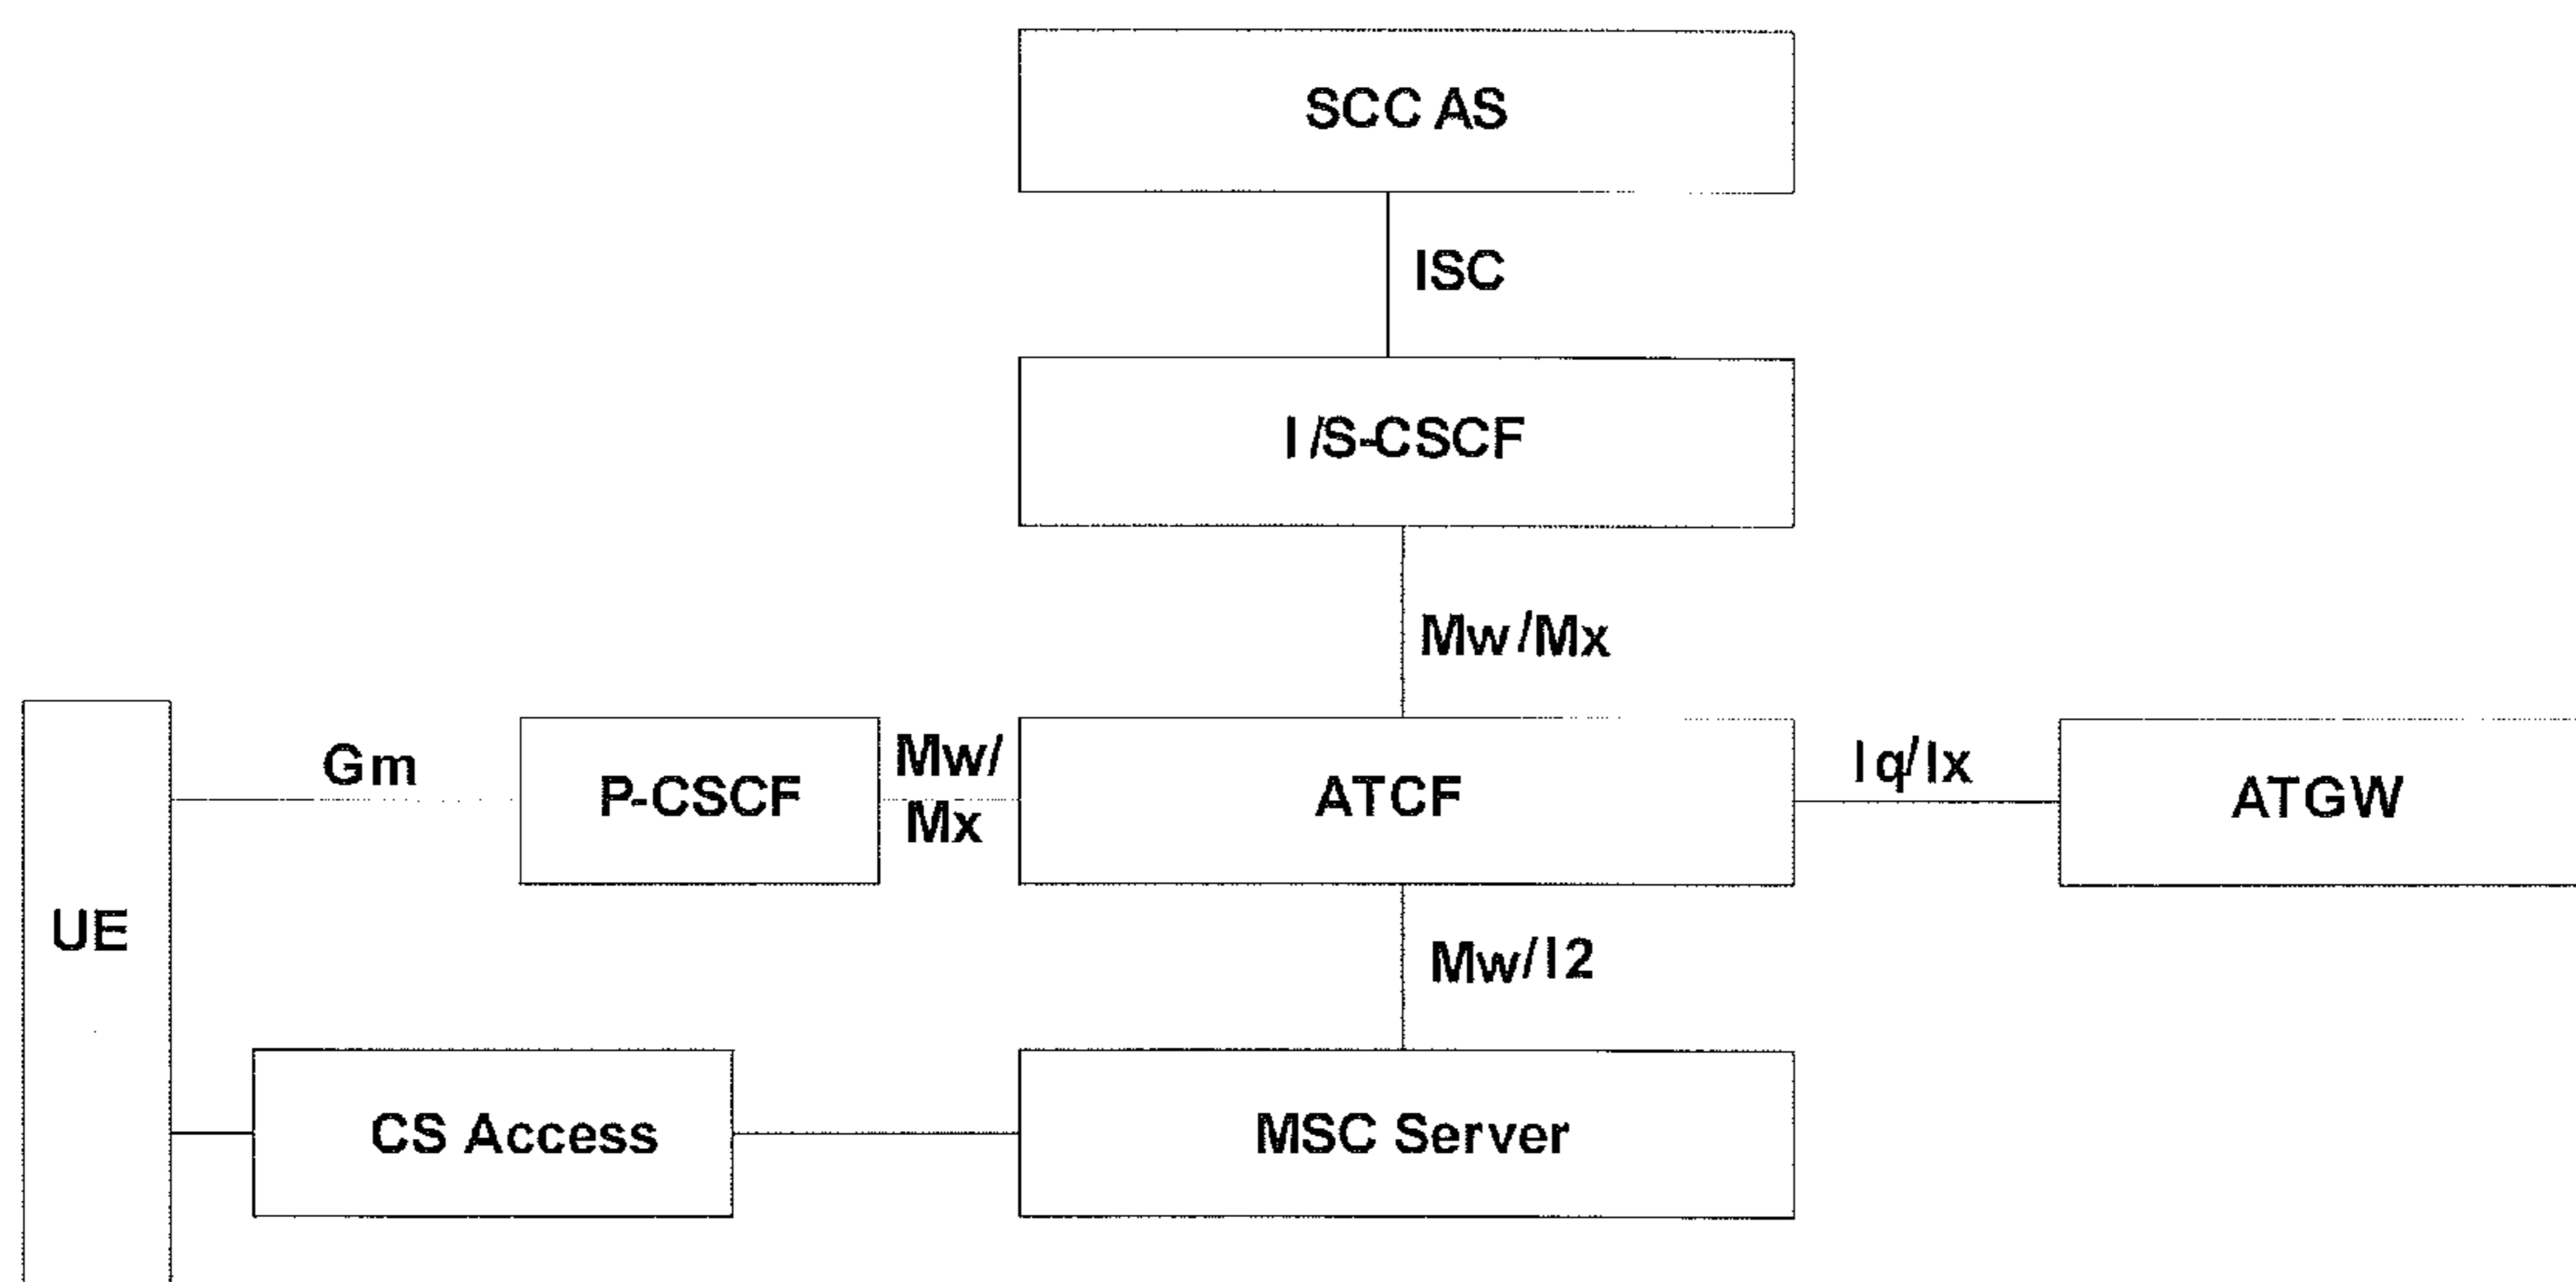 SCC AS
ISC
I/S-CSCF
Mw/Mx
Gm
P-CSCF
Mw/
Mx
ATCF
Iq/Ix
ATGW
UE
Mw/I2
CS Access
MSC Server